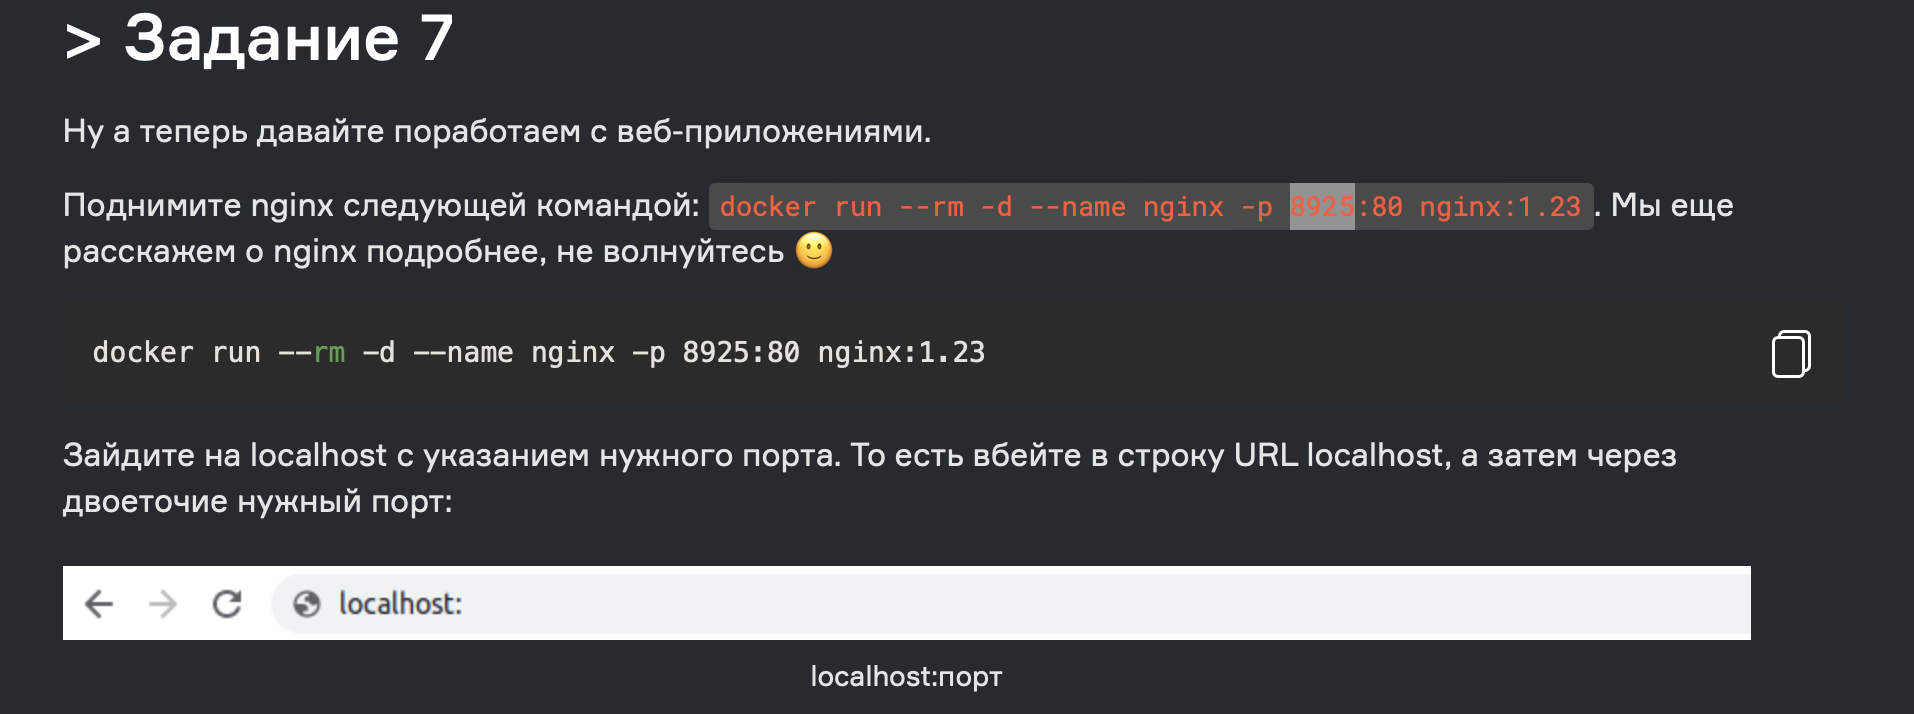 > Задание 7
Ну а теперь давайте поработаем с веб-приложениями.
Поднимите nginx следующей командой: docker run --rm -d --name nginx -p 8925:80 nginx:1.23. Мы еще
расскажем о nginx подробнее, не волнуйтесь 🙂
docker run --rm -d --name nginx -p 8925:80 nginx:1.23
Зайдите на localhost с указанием нужного порта. То есть вбейте в строку URL localhost, а затем через
двоеточие нужный порт:
localhost:
localhost:порт